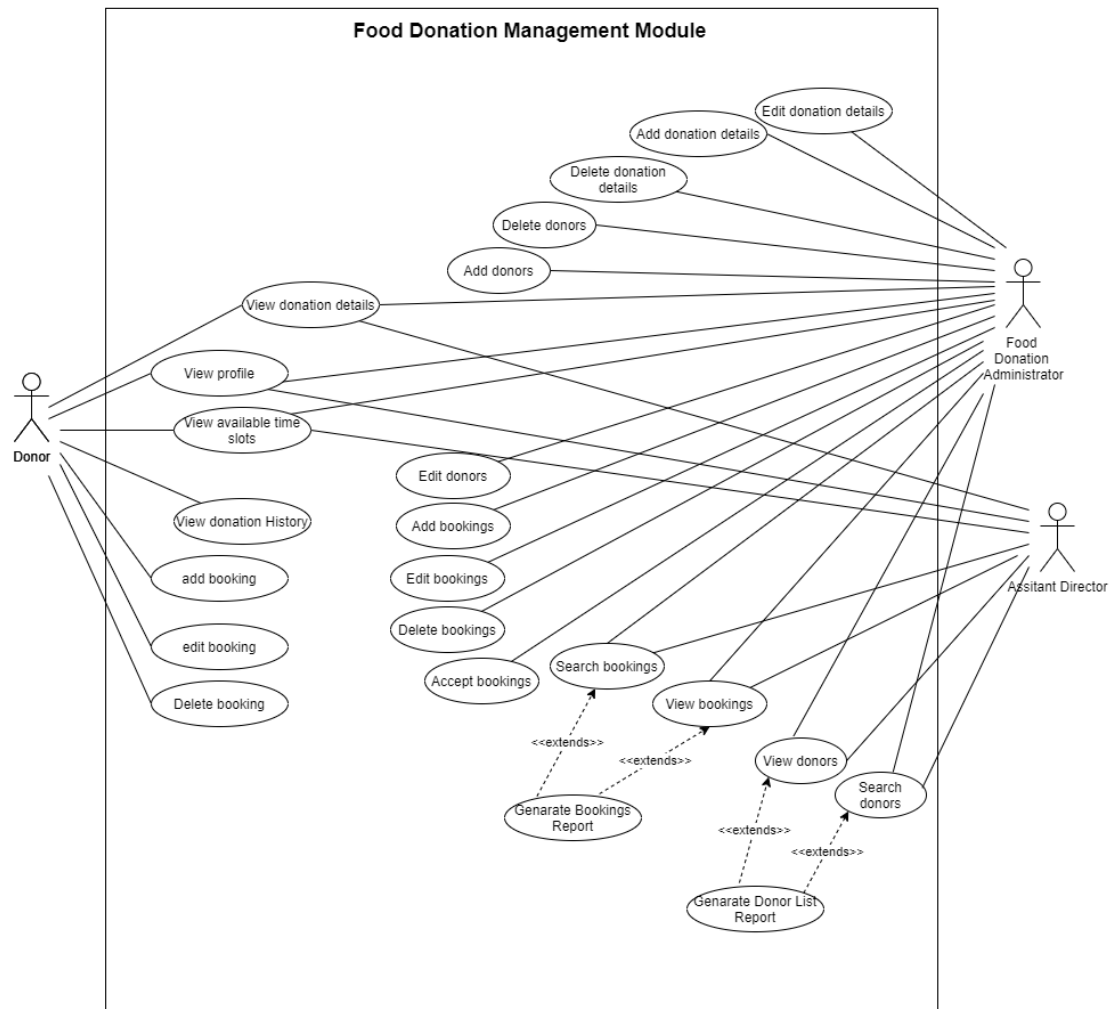 Food Donation Management Module
Edit donation details
Add donation details
Delete donation
details
Delete donors
Add donors
View donation details
Food
Donation
Administrator
View profile
View available time
slots
Donor
Edit donors
View donation History
Add bookings
add booking
Edit bookings
Assitant Director
Delete bookings
edit booking
Search bookings
Accept bookings
Delete booking
View bookings
<<extends>>
<<extends>>
View donors
Search
donors
Genarate Bookings
Report
<<extends>>
<<extends>>
Genarate Donor List
Report